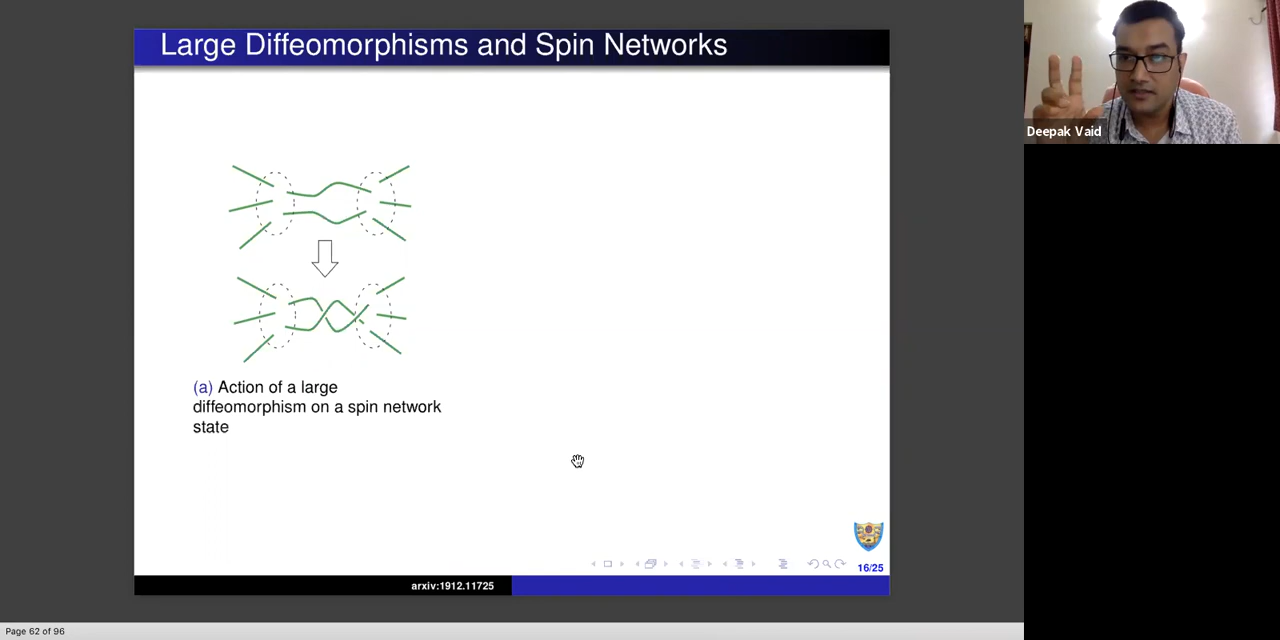 Large Diffeomorphisms and Spin Networks
Deepak Vaid
(a) Action of a large
diffeomorphism on a spin network
state
16/25
arxiv:1912.11725
Page 62 of 96